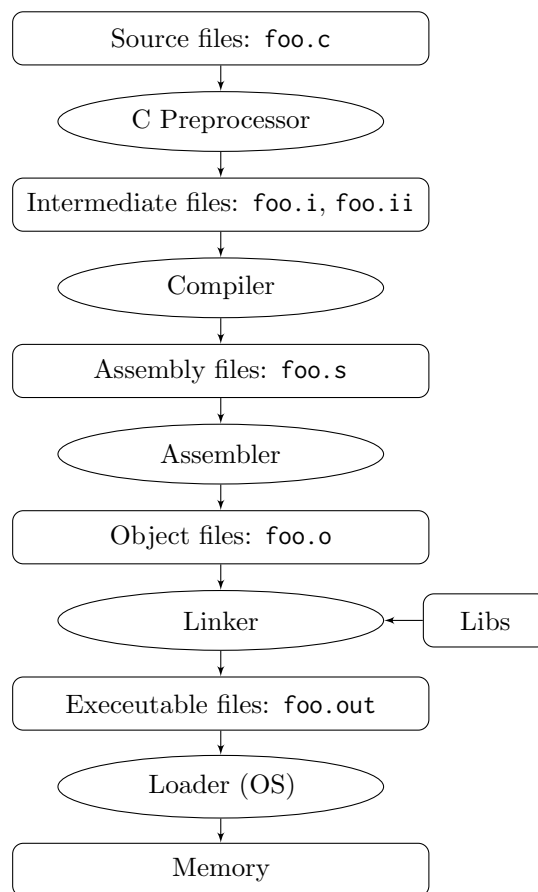 Source files: foo.c
C Preprocessor
Intermediate files: foo.i, foo.ii
Compiler
Assembly files: foo.s
Assembler
Object files: foo.o
Linker
Libs
Execeutable files: foo.out
Loader (OS)
Memory